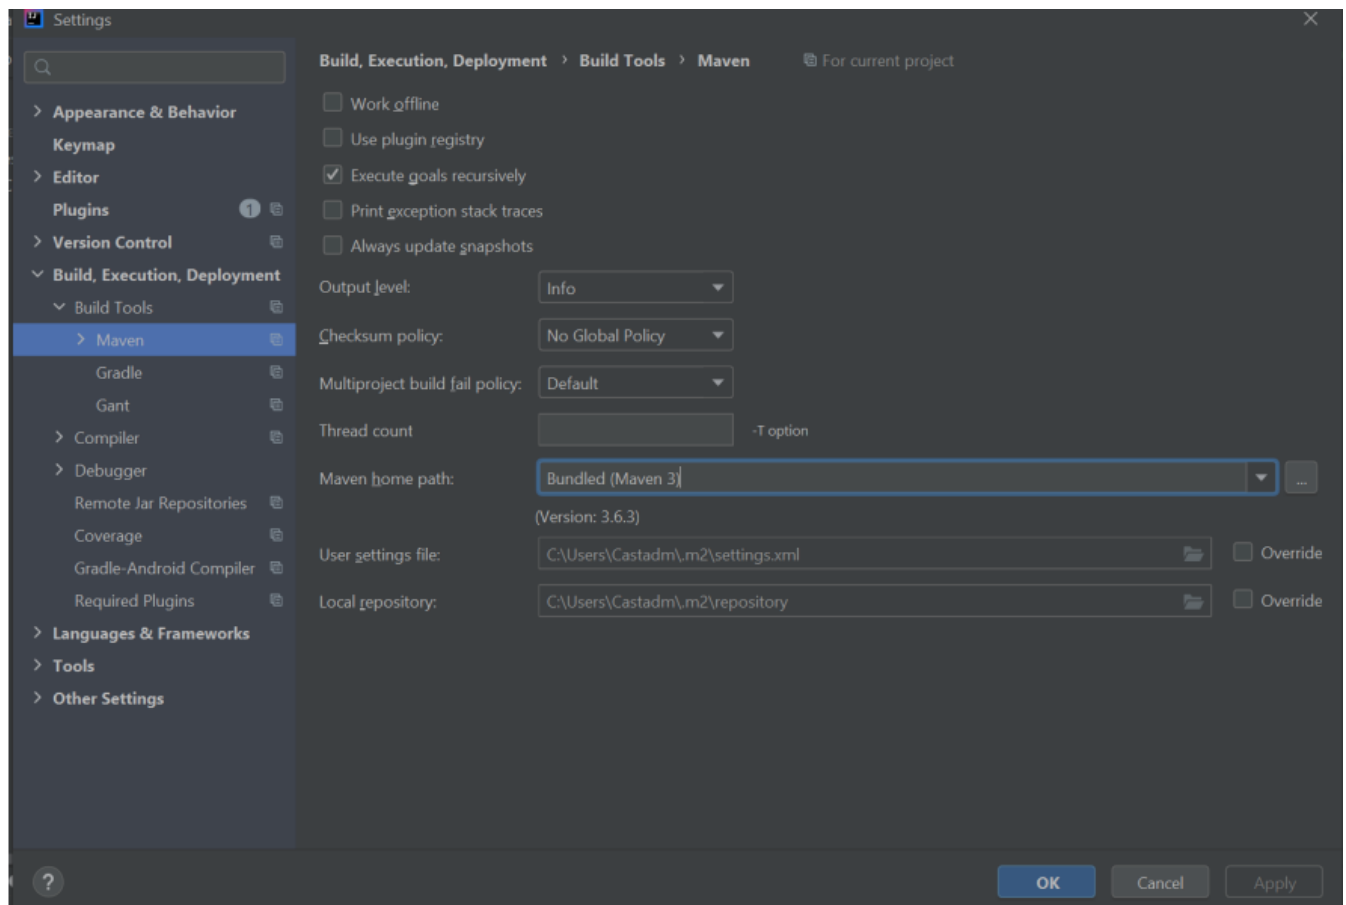 Settings
Appearance & Behavior
Keymap
Editor
Plugins 1
Version Control
Build, Execution, Deployment
Build Tools
Maven
Gradle
Gant
Compiler
Debugger
Remote Jar Repositories
Coverage
Gradle-Android Compiler
Required Plugins
Languages & Frameworks
Tools
Other Settings
Build, Execution, Deployment › Build Tools › Maven For current project
Work offline
Use plugin registry
Execute goals recursively
Print exception stack traces
Always update snapshots
Output level: Info
Checksum policy: No Global Policy
Multiproject build fail policy: Default
Thread count -T option
Maven home path: Bundled (Maven 3) ...
(Version: 3.6.3)
User settings file: C:\Users\Castadm\.m2\settings.xml Override
Local repository: C:\Users\Castadm\.m2\repository Override
? OK Cancel Apply